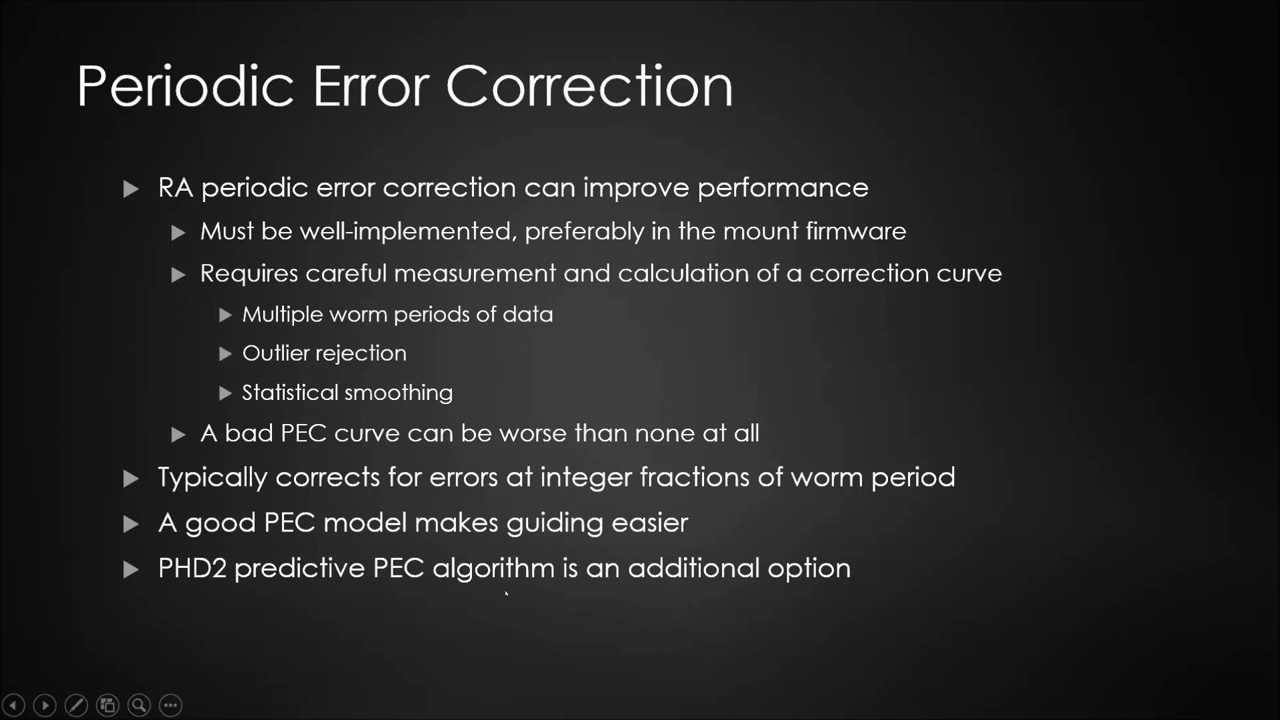 Periodic Error Correction
RA periodic error correction can improve performance
Must be well-implemented, preferably in the mount firmware
Requires careful measurement and calculation of a correction curve
Multiple worm periods of data
Outlier rejection
Statistical smoothing
A bad PEC curve can be worse than none at all
Typically corrects for errors at integer fractions of worm period
A good PEC model makes guiding easier
PHD2 predictive PEC algorithm is an additional option